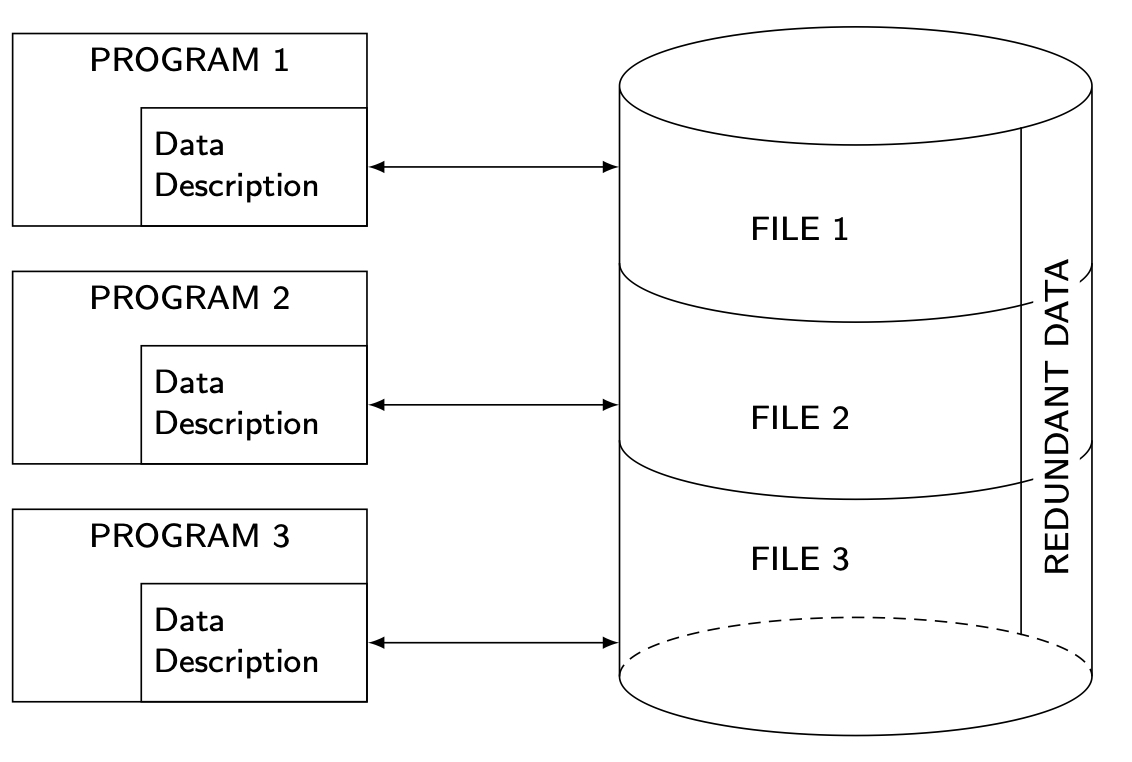 PROGRAM 1
Data
Description
PROGRAM 2
Data
Description
PROGRAM 3
Data
Description
FILE 1
FILE 2
FILE 3
REDUNDANT DATA